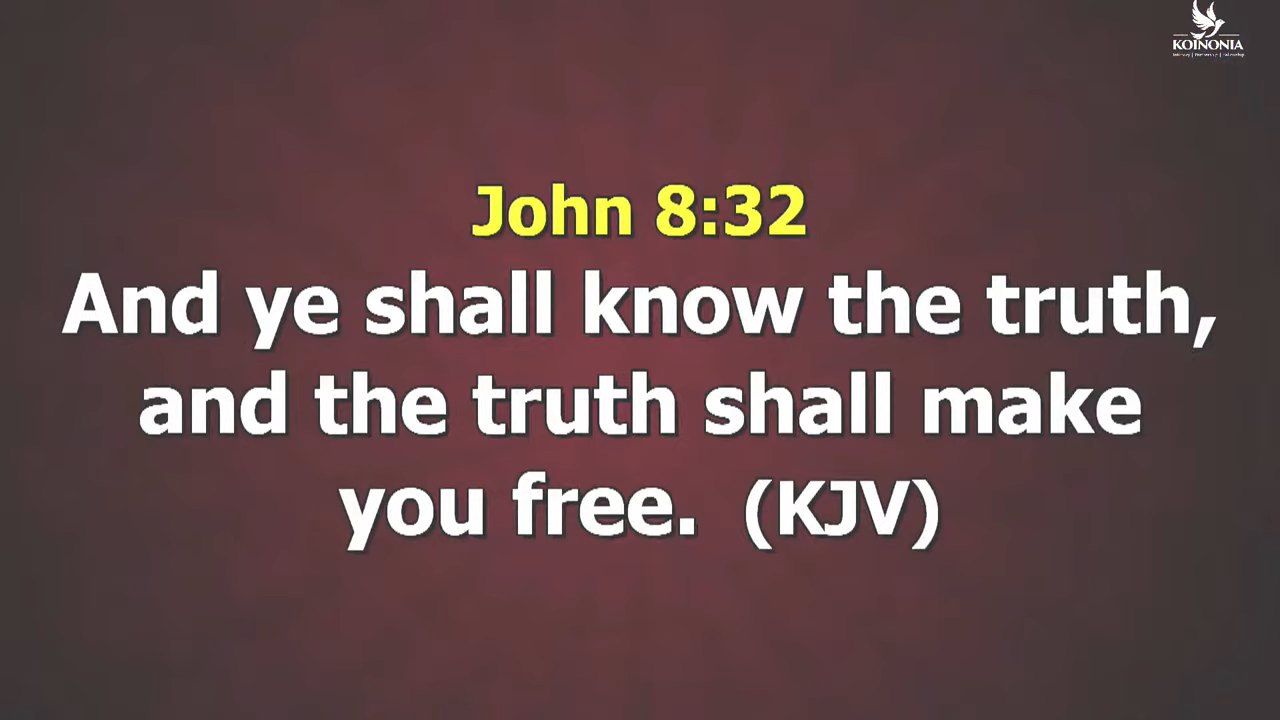 KOINONIA
John 8:32
And ye shall know the truth,
and the truth shall make
you free. (KJV)